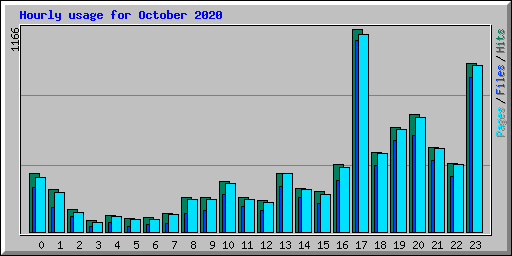 Hourly usage for October 2020
1166
Pages/Files/Hits
0 1 2 3 4 5 6 7 8 9 10 11 12 13 14 15 16 17 18 19 20 21 22 23